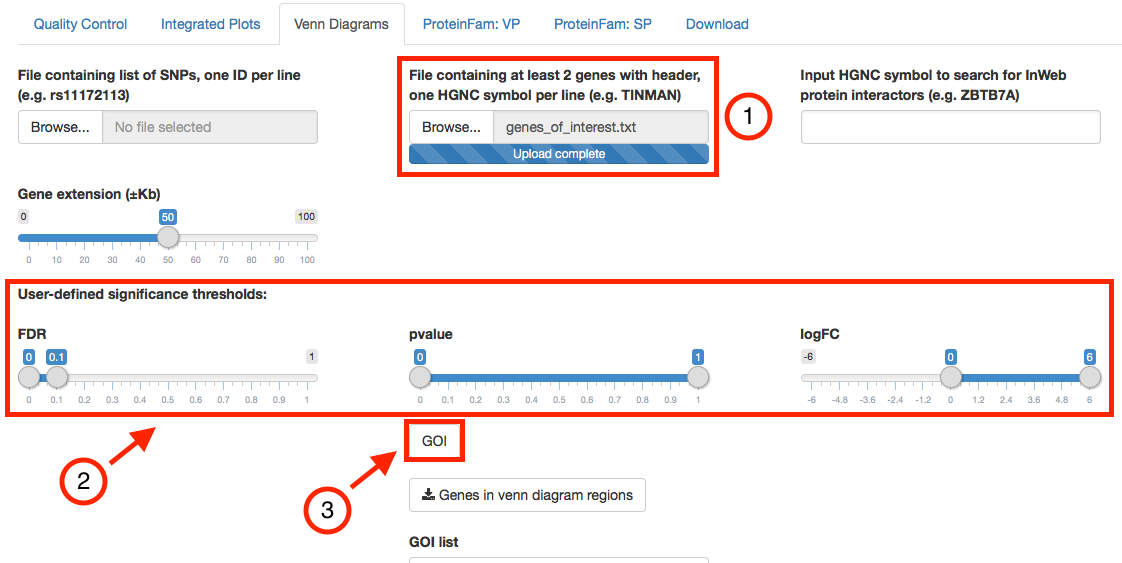 Quality Control Integrated Plots Venn Diagrams ProteinFam: VP ProteinFam: SP Download
File containing list of SNPs, one ID per line
(e.g. rs11172113)
Browse... No file selected
File containing at least 2 genes with header,
one HGNC symbol per line (e.g. TINMAN)
Browse... genes_of_interest.txt
Upload complete
1
Input HGNC symbol to search for InWeb
protein interactors (e.g. ZBTB7A)
Gene extension (±Kb)
0 50 100
0 10 20 30 40 50 60 70 80 90 100
User-defined significance thresholds:
FDR
0 0.1 1
0 0.1 0.2 0.3 0.4 0.5 0.6 0.7 0.8 0.9 1
pvalue
0 1
0 0.1 0.2 0.3 0.4 0.5 0.6 0.7 0.8 0.9 1
logFC
-6 0 6
-6 -4.8 -3.6 -2.4 -1.2 0 1.2 2.4 3.6 4.8 6
2
GOI
3
Genes in venn diagram regions
GOI list